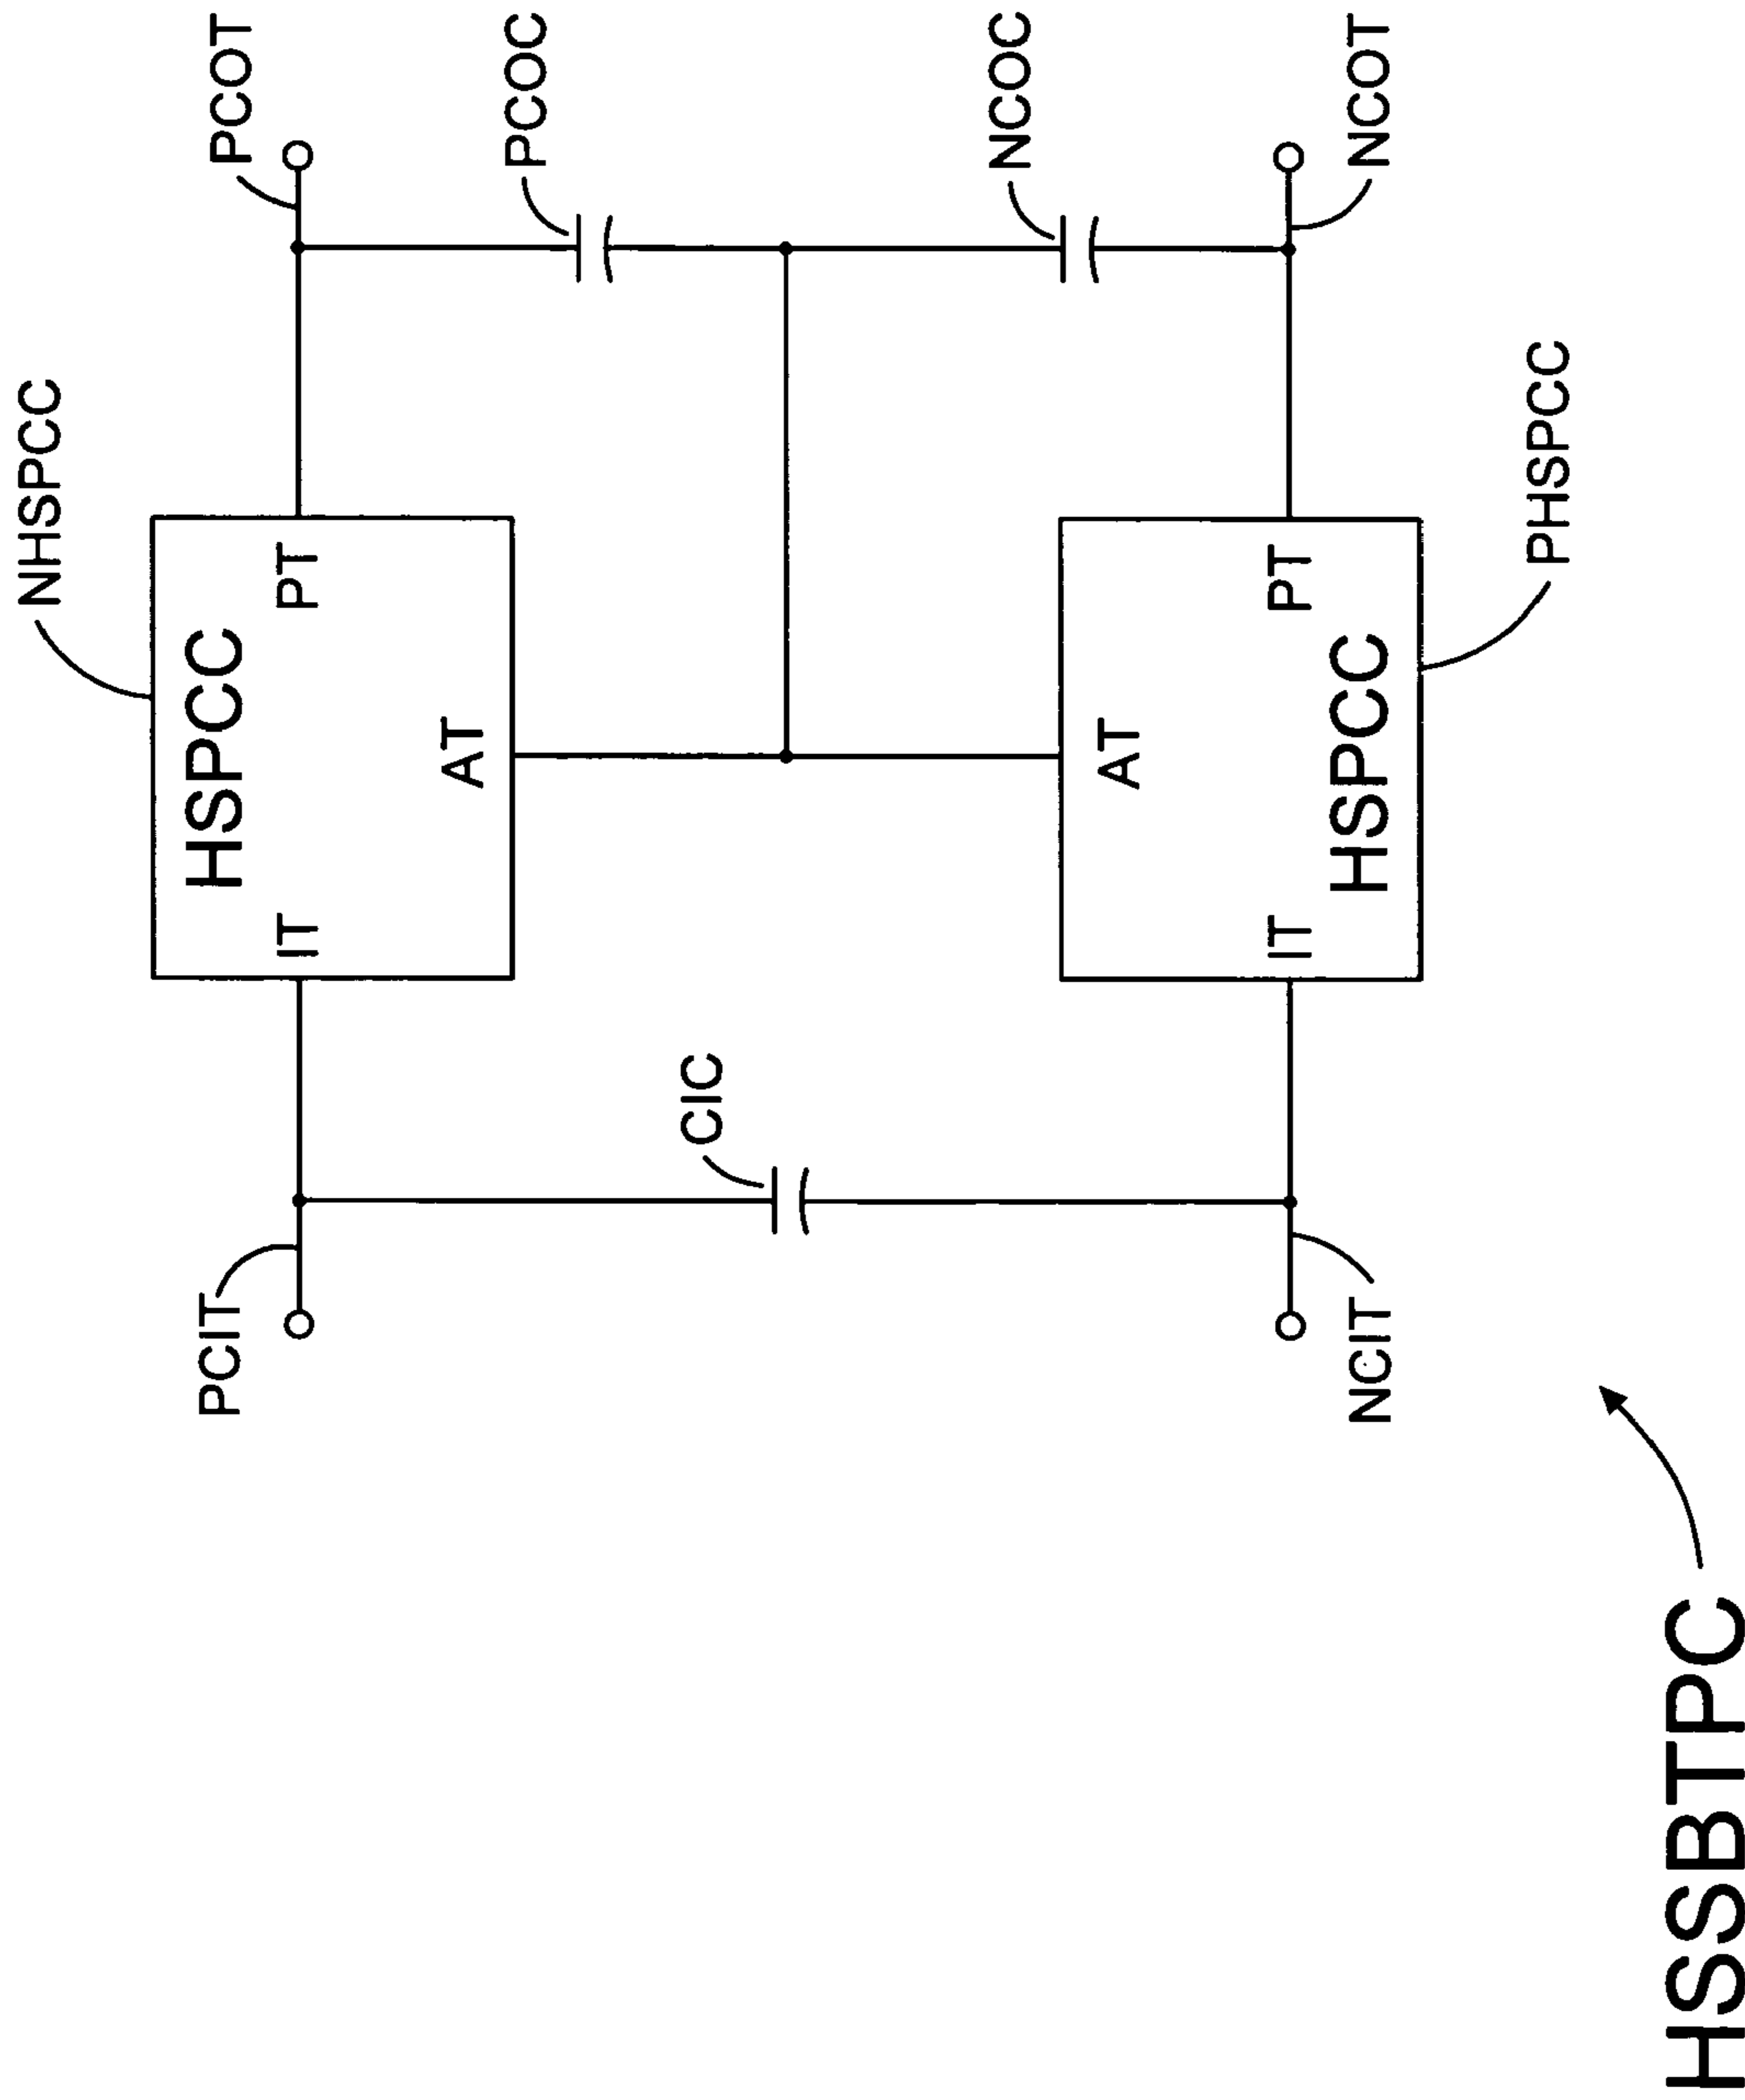 NHSPCC
PCIT
HSPCC
PCOT
IT
PT
AT
PCOC
CIC
NCOC
AT
IT
PT
NCIT
HSPCC
NCOT
PHSPCC
HSSBTPC